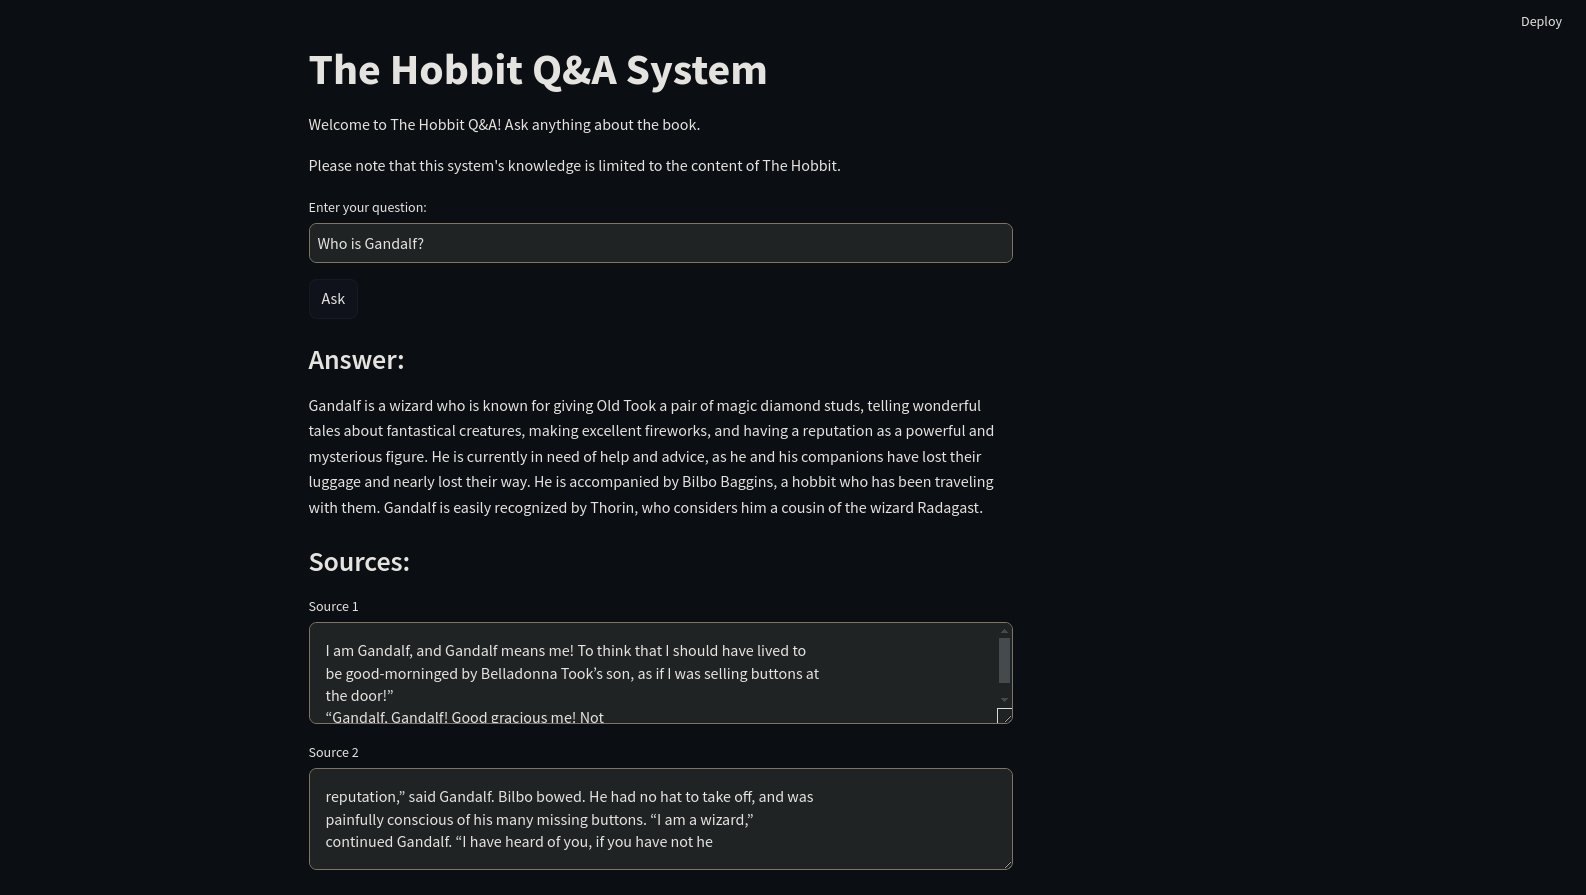 Deploy
The Hobbit Q&A System
Welcome to The Hobbit Q&A! Ask anything about the book.
Please note that this system's knowledge is limited to the content of The Hobbit.
Enter your question:
Who is Gandalf?
Ask
Answer:
Gandalf is a wizard who is known for giving Old Took a pair of magic diamond studs, telling wonderful
tales about fantastical creatures, making excellent fireworks, and having a reputation as a powerful and
mysterious figure. He is currently in need of help and advice, as he and his companions have lost their
luggage and nearly lost their way. He is accompanied by Bilbo Baggins, a hobbit who has been traveling
with them. Gandalf is easily recognized by Thorin, who considers him a cousin of the wizard Radagast.
Sources:
Source 1
I am Gandalf, and Gandalf means me! To think that I should have lived to
be good-morninged by Belladonna Took’s son, as if I was selling buttons at
the door!”
“Gandalf, Gandalf! Good gracious me! Not
Source 2
reputation,” said Gandalf. Bilbo bowed. He had no hat to take off, and was
painfully conscious of his many missing buttons. “I am a wizard,”
continued Gandalf. “I have heard of you, if you have not he